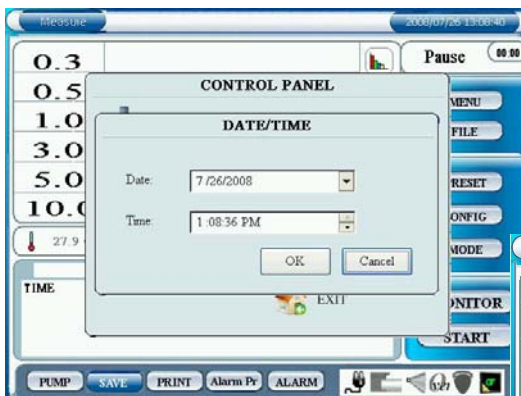 Measure
2008/07/26 13:08:40
0.3
Pause
00:00
0.5
CONTROL PANEL
MENU
1.0
DATE/TIME
FILE
3.0
5.0
Date:
7/26/2008
RESET
10.0
Time:
1:08:36 PM
ONFIG
27.9
OK
Cancel
MODE
TIME
EXIT
ONITOR
START
PUMP
SAVE
PRINT
Alarm Pr
ALARM